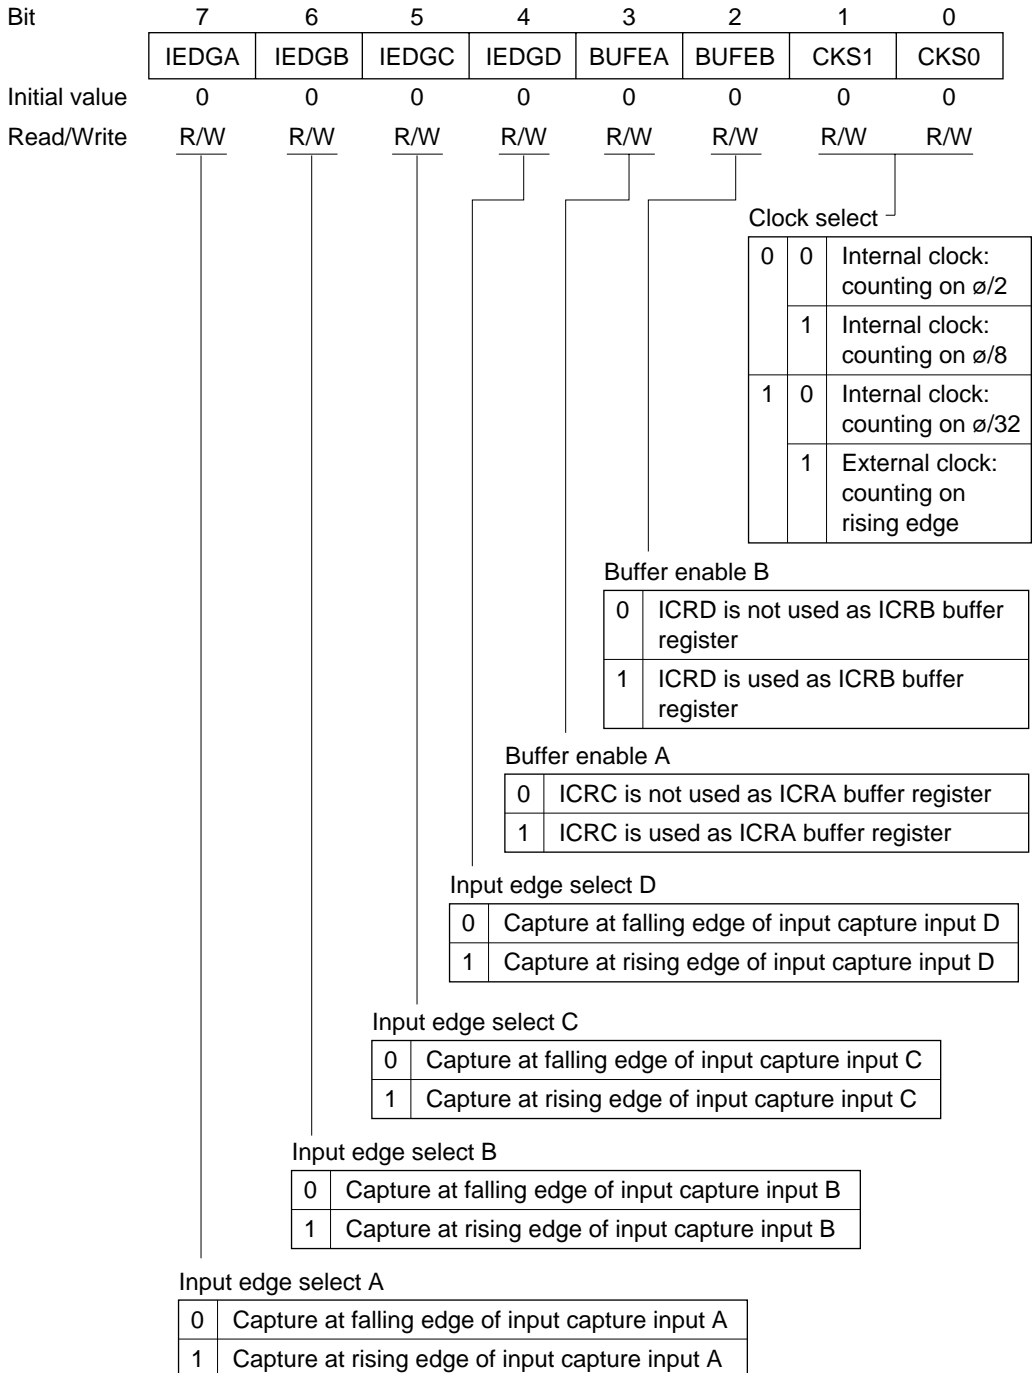 Bit 7 6 5 4 3 2 1 0
IEDGA IEDGB IEDGC IEDGD BUFEA BUFEB CKS1 CKS0
Initial value 0 0 0 0 0 0 0 0
Read/Write R/W R/W R/W R/W R/W R/W R/W R/W
Clock select
0 0 Internal clock:
counting on ø/2
1 Internal clock:
counting on ø/8
1 0 Internal clock:
counting on ø/32
1 External clock:
counting on
rising edge
Buffer enable B
0 ICRD is not used as ICRB buffer
register
1 ICRD is used as ICRB buffer
register
Buffer enable A
0 ICRC is not used as ICRA buffer register
1 ICRC is used as ICRA buffer register
Input edge select D
0 Capture at falling edge of input capture input D
1 Capture at rising edge of input capture input D
Input edge select C
0 Capture at falling edge of input capture input C
1 Capture at rising edge of input capture input C
Input edge select B
0 Capture at falling edge of input capture input B
1 Capture at rising edge of input capture input B
Input edge select A
0 Capture at falling edge of input capture input A
1 Capture at rising edge of input capture input A